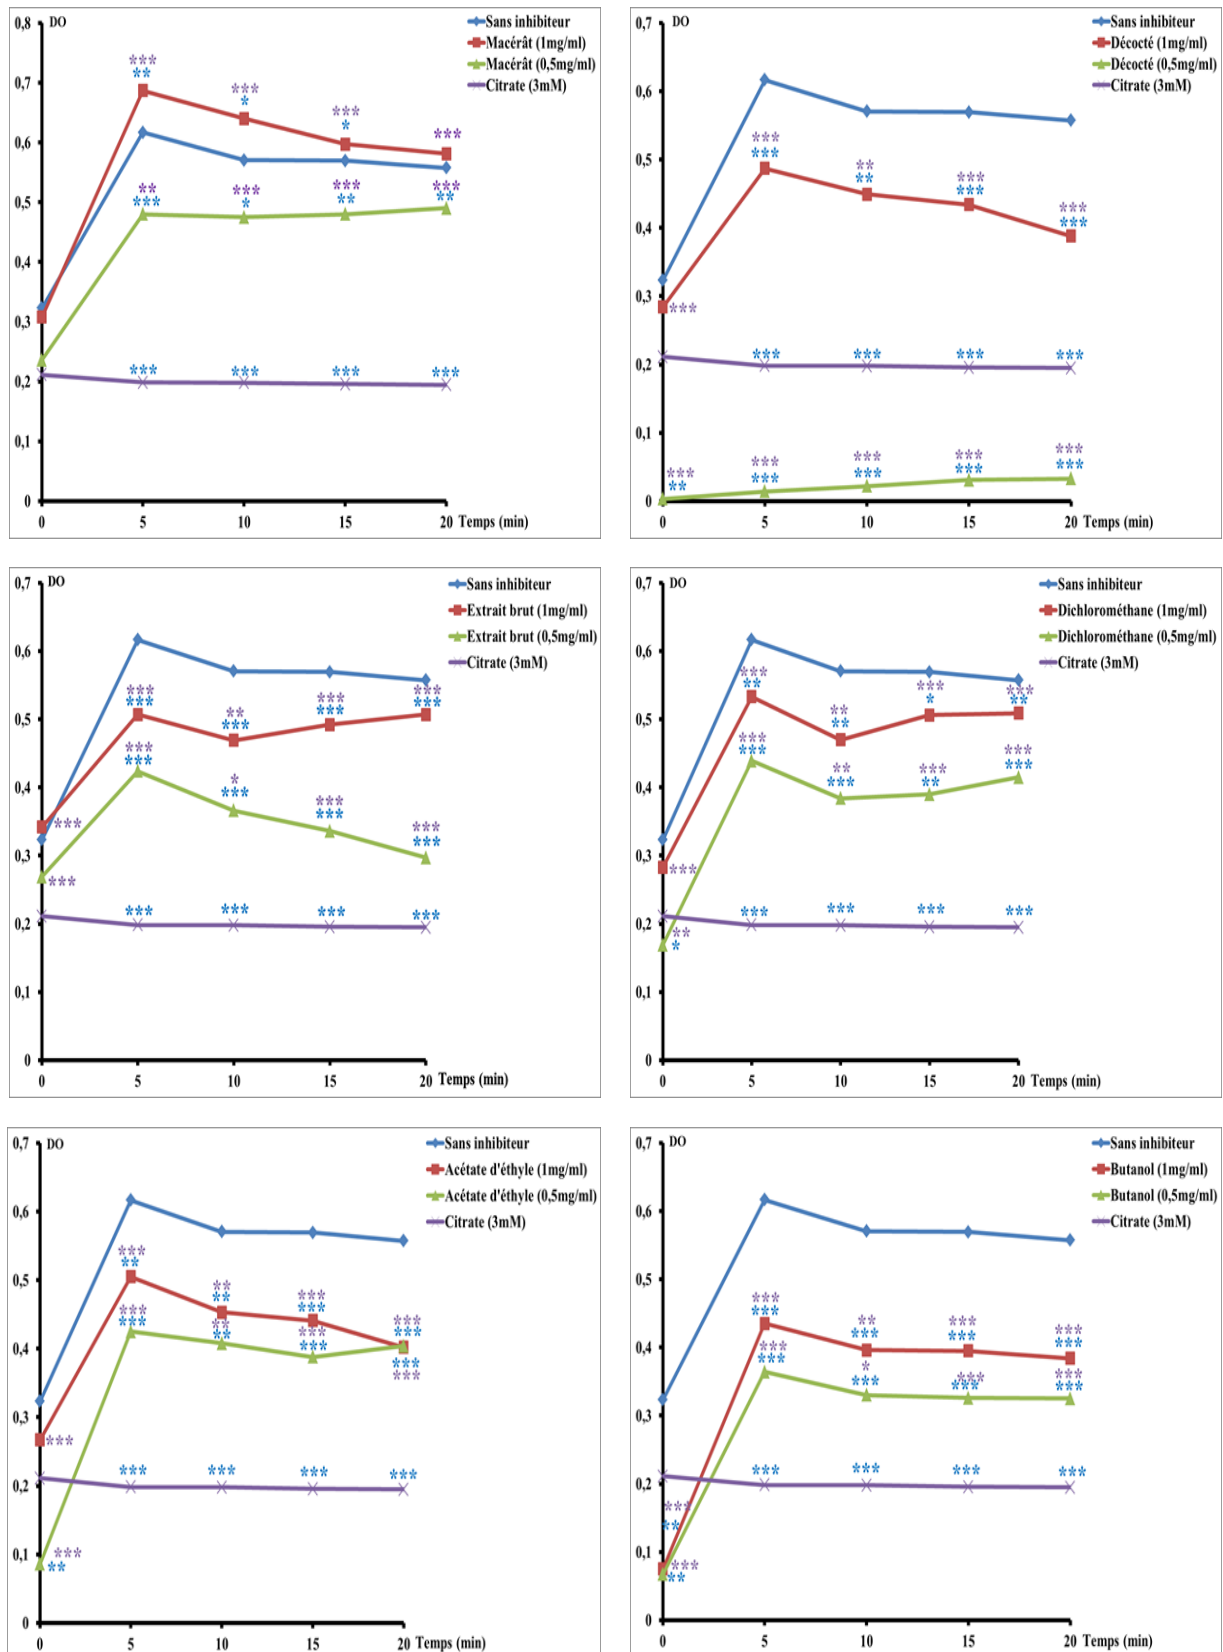 0,8
DO
Sans inhibiteur
Macérât (1mg/ml)
Macérât (0,5mg/ml)
Citrate (3mM)
0,7
0,6
0,5
0,4
0,3
0,2
0,1
0
*** ** *** * *** * ***
** *** *** * *** ** *** **
*** *** *** ***
0 5 10 15 20 Temps (min)
0,7
DO
Sans inhibiteur
Décocté (1mg/ml)
Décocté (0,5mg/ml)
Citrate (3mM)
0,6
0,5
0,4
0,3
0,2
0,1
0
*** *** ** ** *** *** *** ***
***
*** *** *** ***
*** ** *** *** *** *** *** *** *** ***
0 5 10 15 20 Temps (min)
0,7
DO
Sans inhibiteur
Extrait brut (1mg/ml)
Extrait brut (0,5mg/ml)
Citrate (3mM)
0,6
0,5
0,4
0,3
0,2
0,1
0
*** *** *** ** *** *** *** *** ***
*** *** *** * *** *** *** *** ***
*** *** *** ***
0 5 10 15 20 Temps (min)
0,7
DO
Sans inhibiteur
Dichlorométhane (1mg/ml)
Dichlorométhane (0,5mg/ml)
Citrate (3mM)
0,6
0,5
0,4
0,3
0,2
0,1
0
*** *** ** ** ** *** * *** **
** * *** *** ** *** *** ** *** ***
*** *** *** ***
0 5 10 15 20 Temps (min)
0,7
DO
Sans inhibiteur
Acétate d'éthyle (1mg/ml)
Acétate d'éthyle (0,5mg/ml)
Citrate (3mM)
0,6
0,5
0,4
0,3
0,2
0,1
0
*** *** ** ** ** *** *** *** ***
*** ** *** *** ** ** *** *** *** ***
*** *** *** ***
0 5 10 15 20 Temps (min)
0,7
DO
Sans inhibiteur
Butanol (1mg/ml)
Butanol (0,5mg/ml)
Citrate (3mM)
0,6
0,5
0,4
0,3
0,2
0,1
0
*** ** *** *** ** *** *** *** *** ***
*** ** *** *** * *** *** *** *** ***
*** *** *** ***
0 5 10 15 20 Temps (min)